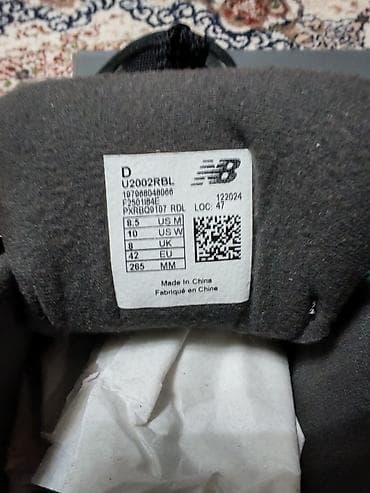 D
U2002RBL
197966048066
F2501I84E
PXRBQ9107 RDL
122024
LOC: 47
8.5 US M
10 US W
8 UK
42 EU
265 MM
Made In China
Fabriqué en Chine